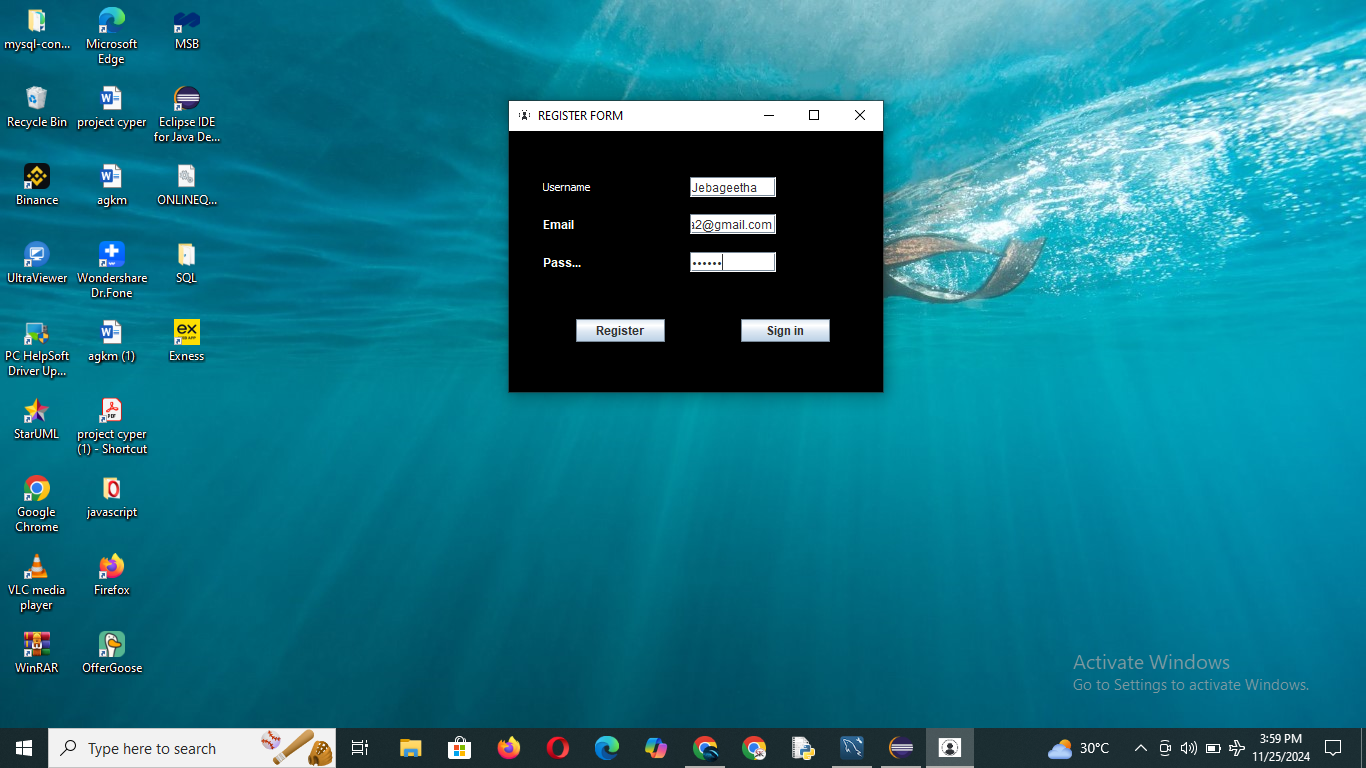 mysql-con...
Microsoft
Edge
MSB
Recycle Bin
project cyper
Eclipse IDE
for Java De...
Binance
agkm
ONLINEQ...
UltraViewer
Wondershare
Dr.Fone
SQL
PC HelpSoft
Driver Up...
agkm (1)
ex
Exness
StarUML
project cyper
(1) - Shortcut
Google
Chrome
javascript
VLC media
player
Firefox
WinRAR
OfferGoose
REGISTER FORM
Username
Jebageetha
Email
a2@gmail.com
Pass...
••••••
Register
Sign in
Activate Windows
Go to Settings to activate Windows.
Type here to search
30°C
3:59 PM
11/25/2024